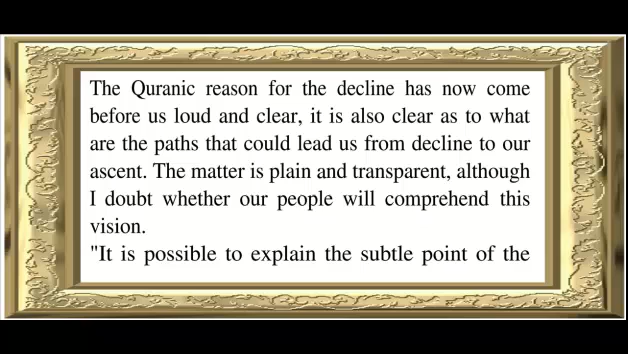 The Quranic reason for the decline has now come
before us loud and clear, it is also clear as to what
are the paths that could lead us from decline to our
ascent. The matter is plain and transparent, although
I doubt whether our people will comprehend this
vision.
"It is possible to explain the subtle point of the